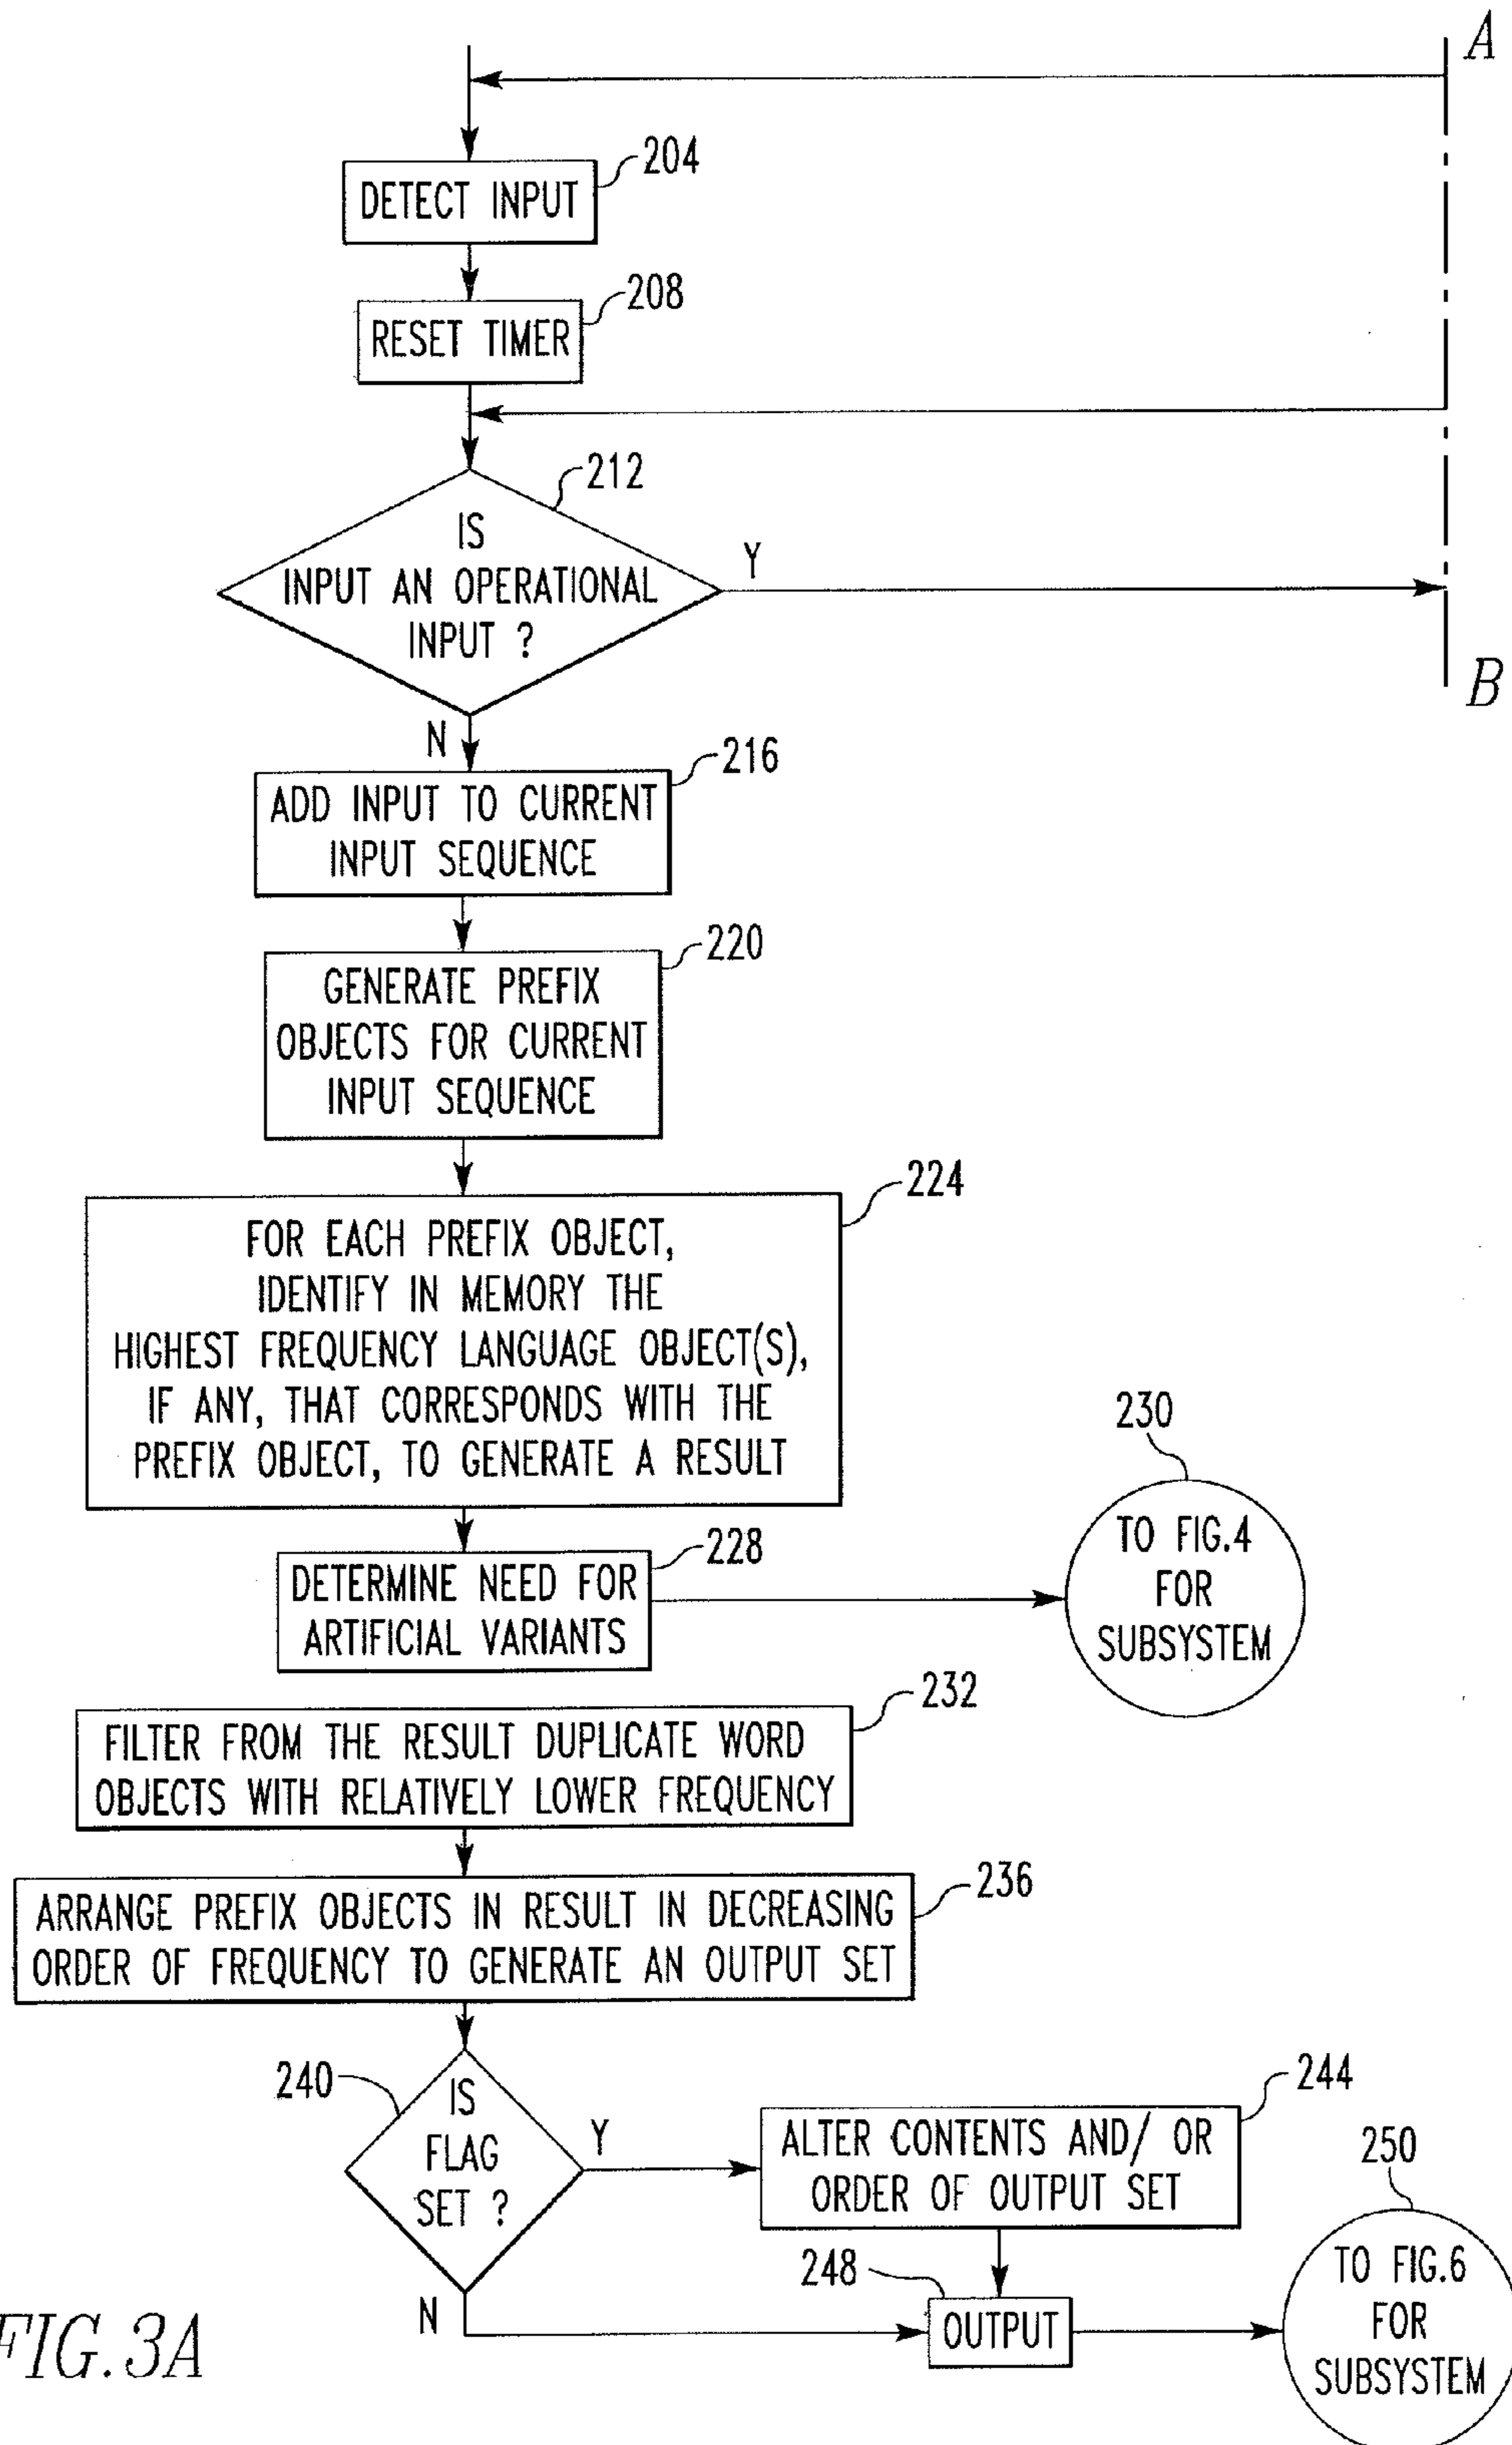 A
204
DETECT INPUT
208
RESET TIMER
212
IS
INPUT AN OPERATIONAL
INPUT ?
Y
B
N
216
ADD INPUT TO CURRENT
INPUT SEQUENCE
220
GENERATE PREFIX
OBJECTS FOR CURRENT
INPUT SEQUENCE
224
FOR EACH PREFIX OBJECT,
IDENTIFY IN MEMORY THE
HIGHEST FREQUENCY LANGUAGE OBJECT(S),
IF ANY, THAT CORRESPONDS WITH THE
PREFIX OBJECT, TO GENERATE A RESULT
228
DETERMINE NEED FOR
ARTIFICIAL VARIANTS
230
TO FIG.4
FOR
SUBSYSTEM
232
FILTER FROM THE RESULT DUPLICATE WORD
OBJECTS WITH RELATIVELY LOWER FREQUENCY
236
ARRANGE PREFIX OBJECTS IN RESULT IN DECREASING
ORDER OF FREQUENCY TO GENERATE AN OUTPUT SET
240
IS
FLAG
SET ?
Y
244
ALTER CONTENTS AND/ OR
ORDER OF OUTPUT SET
N
248
OUTPUT
250
TO FIG.6
FOR
SUBSYSTEM
FIG.3A